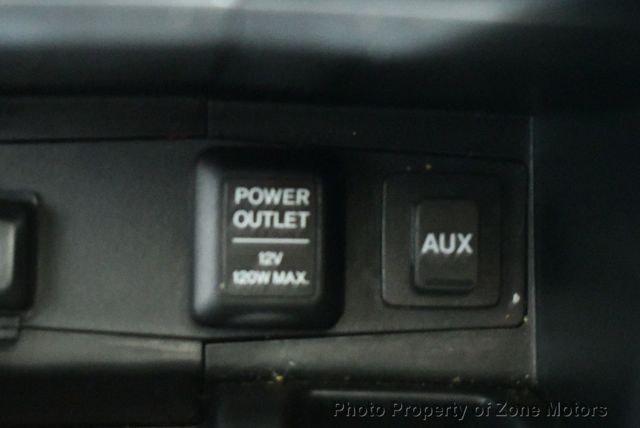 POWER
OUTLET
12V
120W MAX.
AUX
Photo Property of Zone Motors